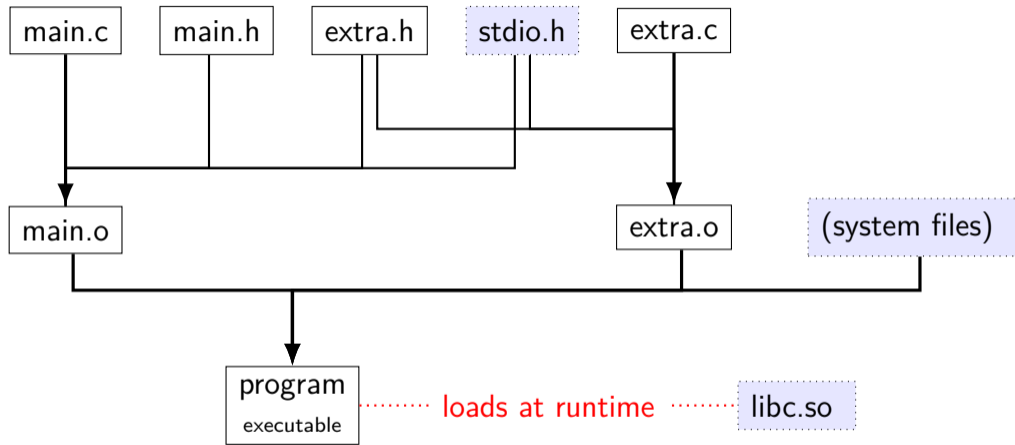 main.c
main.h
extra.h
stdio.h
extra.c
main.o
extra.o
(system files)
program
executable
loads at runtime
libc.so